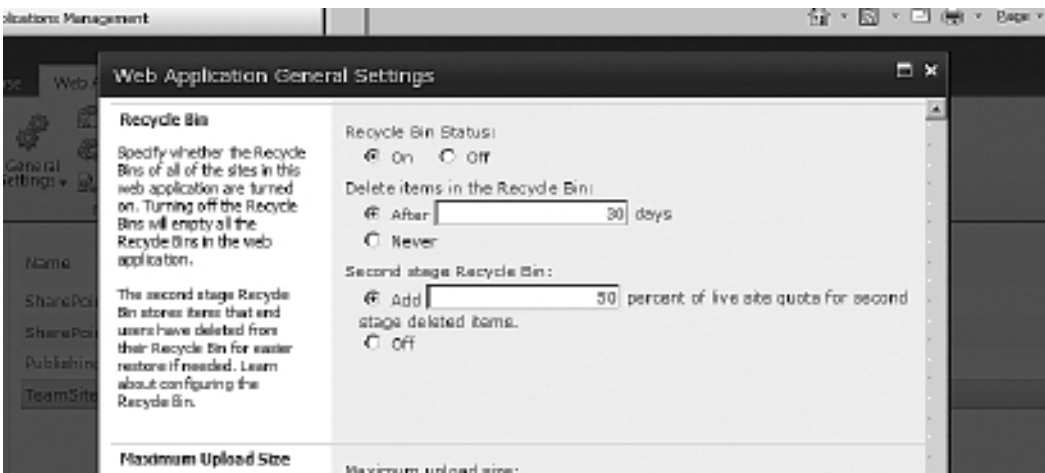 plications Management
Page
Web A
Web Application General Settings
General
Settings
Recycle Bin
Specify whether the Recycle
Bins of all of the sites in this
web application are turned
on. Turning off the Recycle
Bins will empty all the
Recycle Bins in the web
application.
The second stage Recycle
Bin stores items that end
users have deleted from
their Recycle Bin for easier
restore if needed. Learn
about configuring the
Recycle Bin.
Recycle Bin Status:
On Off
Delete items in the Recycle Bin:
After 30 days
Never
Second stage Recycle Bin:
Add 50 percent of live site quota for second
stage deleted items.
Off
Name
SharePoi
SharePoi
Publishing
TeamSite
Maximum Upload Size
Maximum upload size: